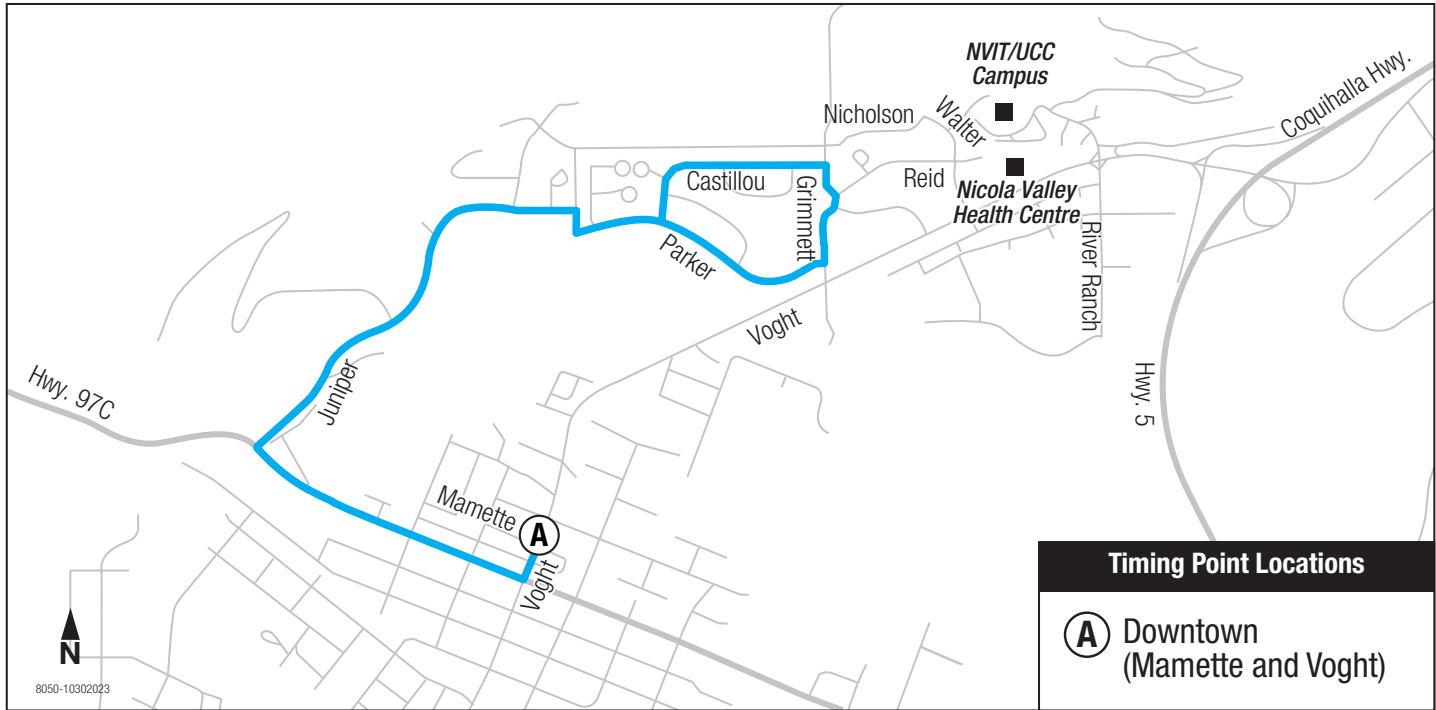 NVIT/UCC
Campus
Coquihalla Hwy.
Nicholson
Walter
Castillou
Grimmett
Reid
Nicola Valley
Health Centre
River Ranch
Parker
Voght
Juniper
Hwy. 97C
Hwy. 5
Mamette
A
Voght
N
8050-10302023
Timing Point Locations
A Downtown
(Mamette and Voght)